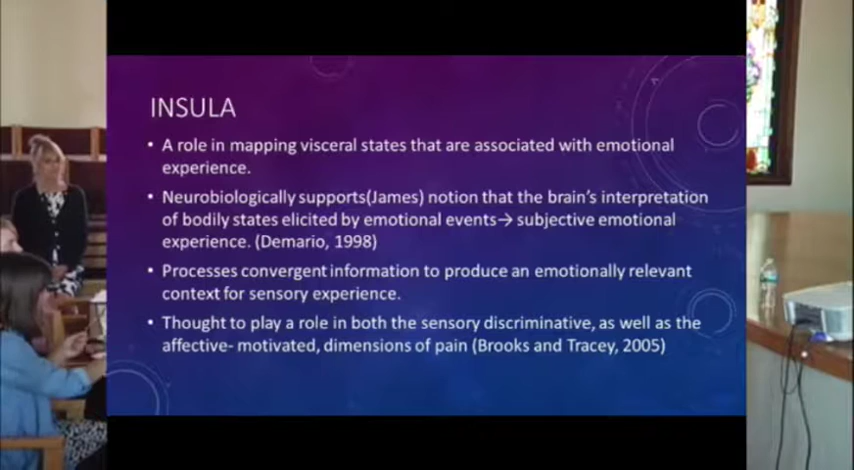 INSULA
• A role in mapping visceral states that are associated with emotional
experience.
• Neurobiologically supports(James) notion that the brain's interpretation
of bodily states elicited by emotional events→ subjective emotional
experience. (Demario, 1998)
• Processes convergent information to produce an emotionally relevant
context for sensory experience.
• Thought to play a role in both the sensory discriminative, as well as the
affective- motivated, dimensions of pain (Brooks and Tracey, 2005)